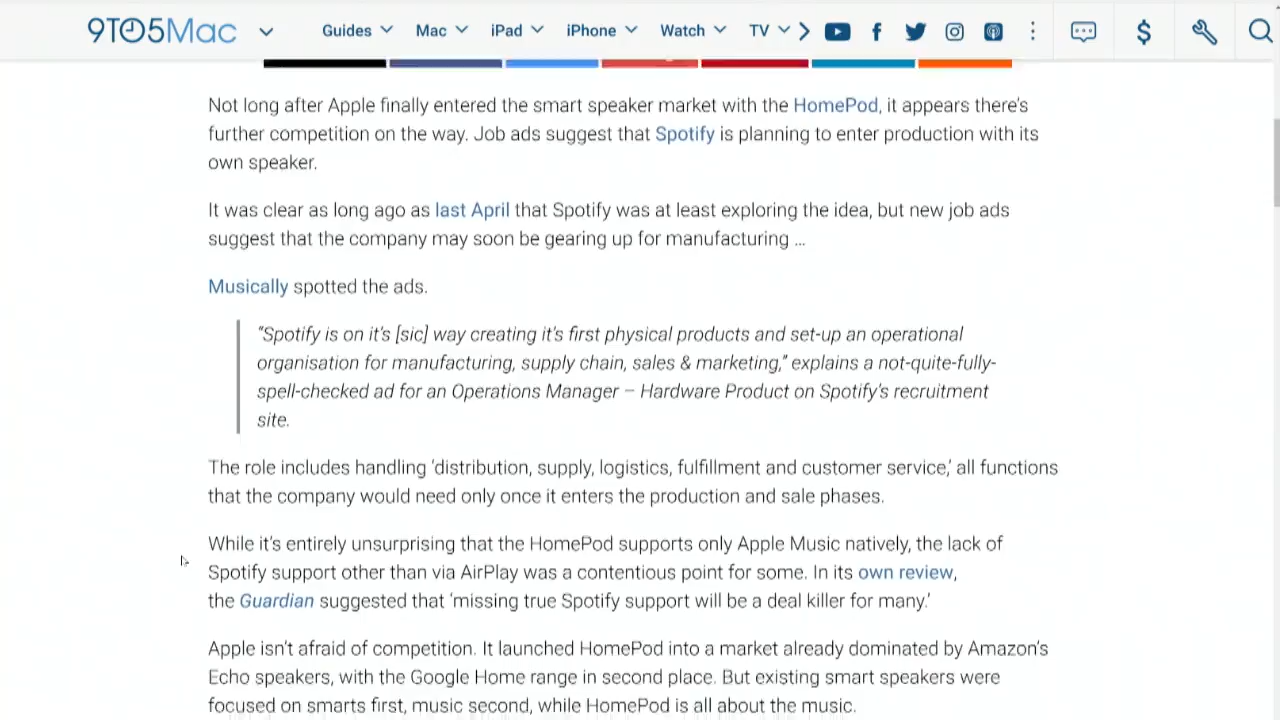 9TO5Mac Guides Mac iPad iPhone Watch TV
Not long after Apple finally entered the smart speaker market with the HomePod, it appears there's
further competition on the way. Job ads suggest that Spotify is planning to enter production with its
own speaker.
It was clear as long ago as last April that Spotify was at least exploring the idea, but new job ads
suggest that the company may soon be gearing up for manufacturing …
Musically spotted the ads.
“Spotify is on it's [sic] way creating it's first physical products and set-up an operational
organisation for manufacturing, supply chain, sales & marketing,” explains a not-quite-fully-
spell-checked ad for an Operations Manager – Hardware Product on Spotify's recruitment
site.
The role includes handling ‘distribution, supply, logistics, fulfillment and customer service,’ all functions
that the company would need only once it enters the production and sale phases.
While it's entirely unsurprising that the HomePod supports only Apple Music natively, the lack of
Spotify support other than via AirPlay was a contentious point for some. In its own review,
the Guardian suggested that ‘missing true Spotify support will be a deal killer for many.’
Apple isn't afraid of competition. It launched HomePod into a market already dominated by Amazon's
Echo speakers, with the Google Home range in second place. But existing smart speakers were
focused on smarts first, music second, while HomePod is all about the music.